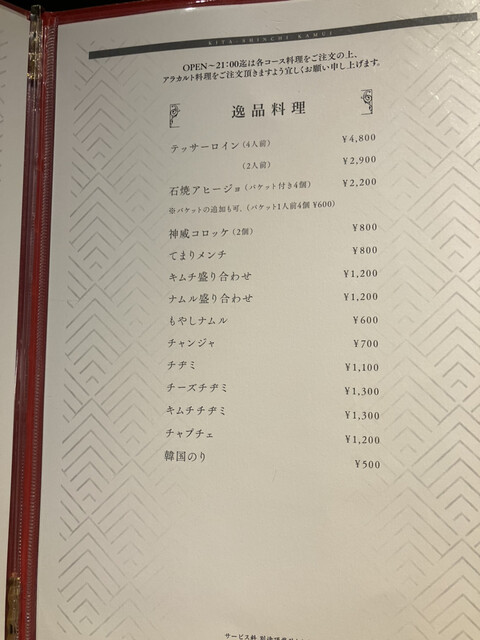 KITA-SHINCHI KAMUI
OPEN～21:00迄は各コース料理をご注文の上、
アラカルト料理をご注文頂きますよう宜しくお願い申し上げます。
逸品料理
テッサーロイン（4人前） ￥4,800
（2人前） ￥2,900
石焼アヒージョ（バケット付き4個） ￥2,200
※バケットの追加も可、（バケット1人前4個 ¥600）
神威コロッケ（2個） ￥800
てまりメンチ ￥800
キムチ盛り合わせ ￥1,200
ナムル盛り合わせ ￥1,200
もやしナムル ￥600
チャンジャ ￥700
チヂミ ￥1,100
チーズチヂミ ￥1,300
キムチチヂミ ￥1,300
チャプチェ ￥1,200
韓国のり ￥500
サービス料 別途